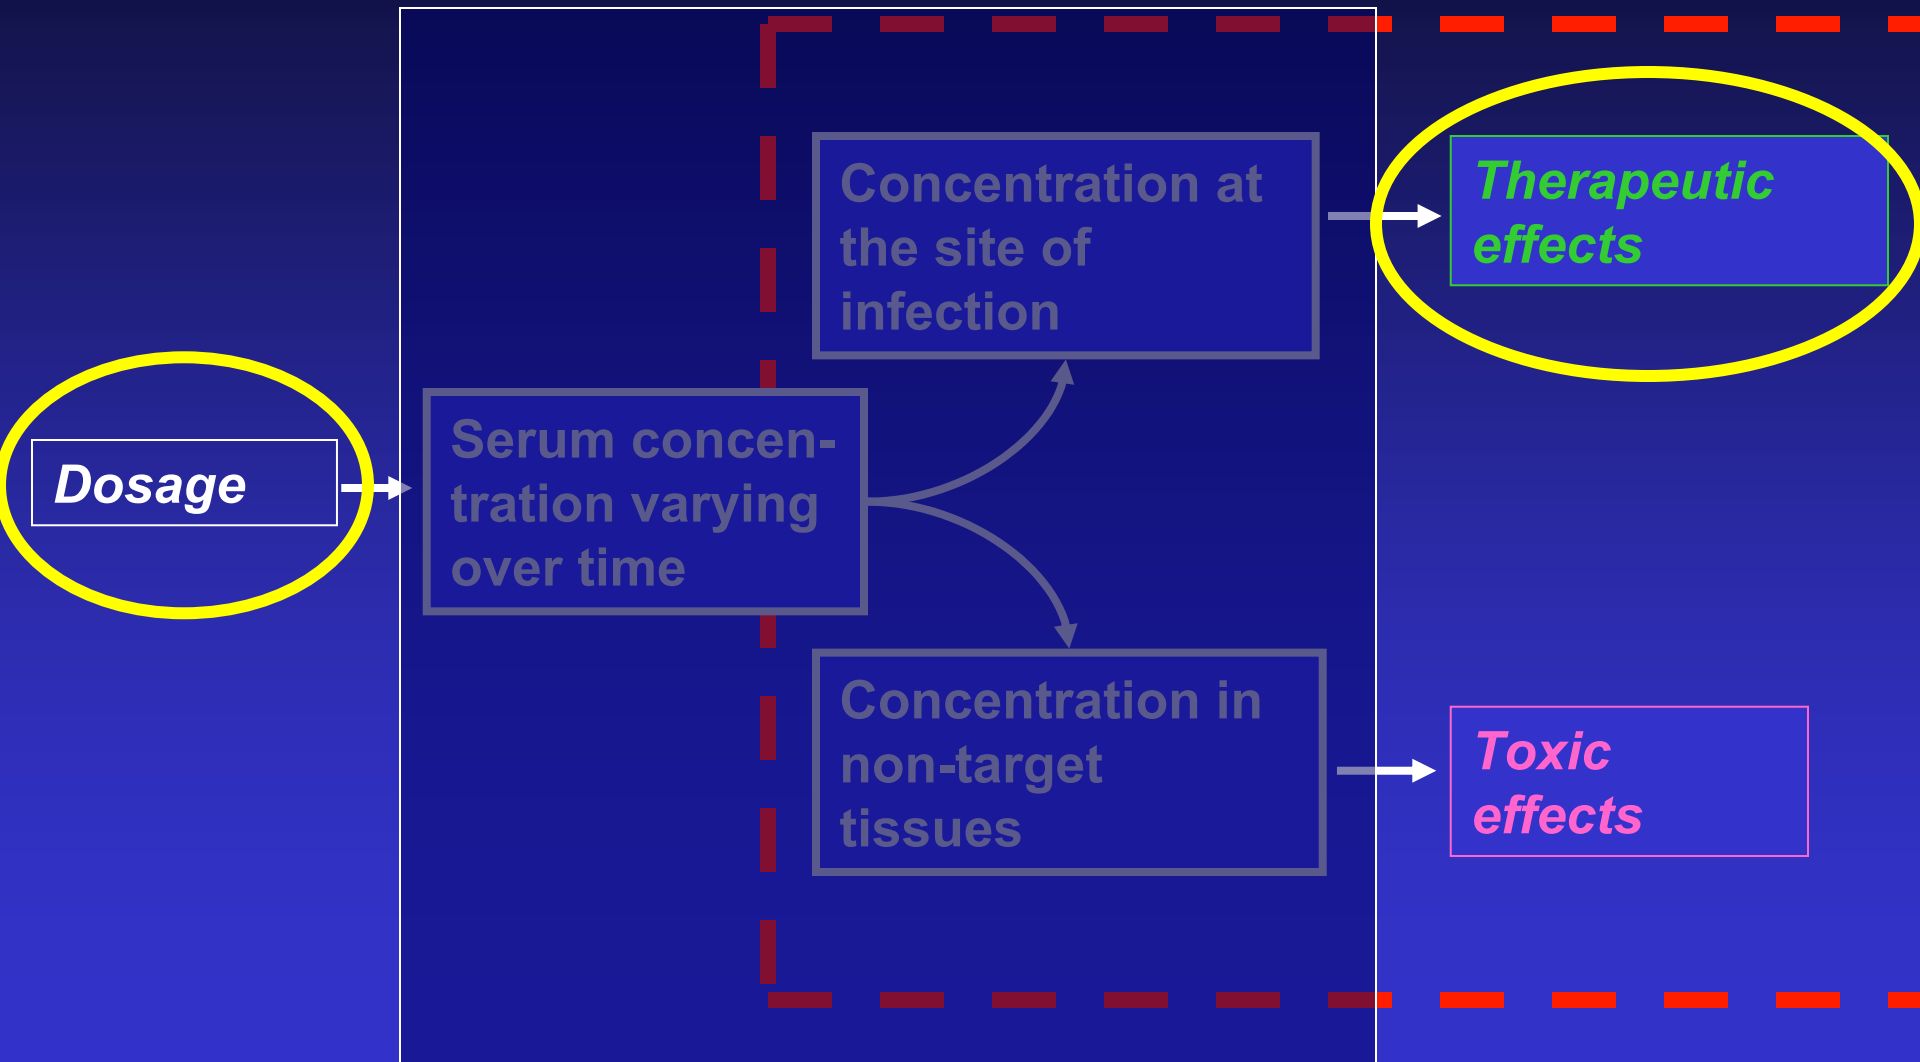 Dosage
Serum concen-
tration varying
over time
Concentration at
the site of
infection
Therapeutic
effects
Concentration in
non-target
tissues
Toxic
effects